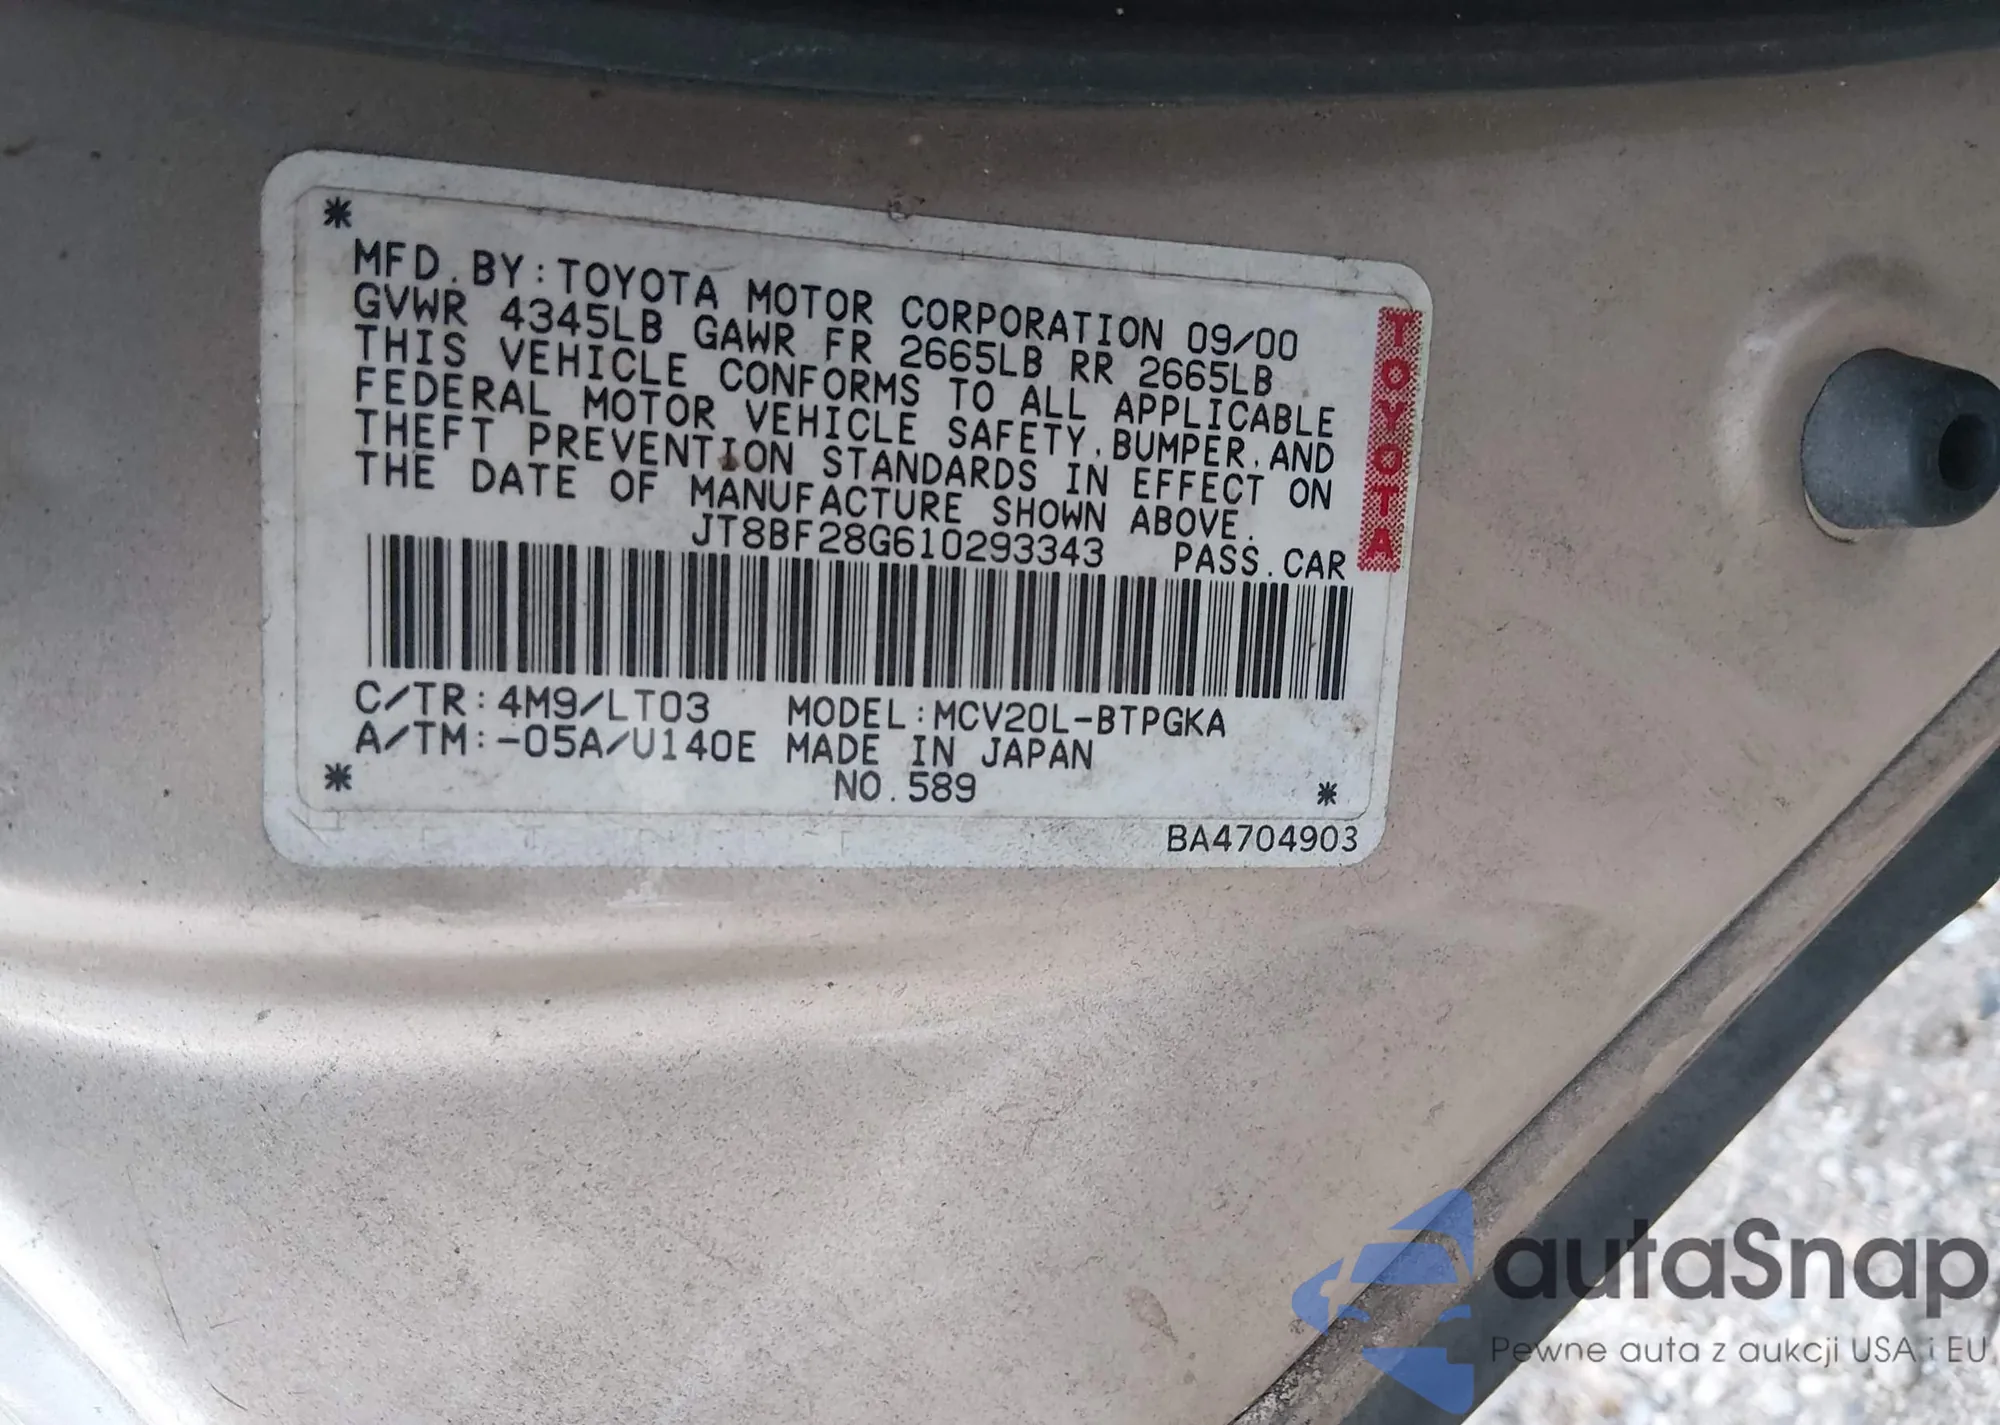 *
MFD. BY: TOYOTA MOTOR CORPORATION 09/00
GVWR 4345LB GAWR FR 2665LB RR 2665LB
THIS VEHICLE CONFORMS TO ALL APPLICABLE
FEDERAL MOTOR VEHICLE SAFETY, BUMPER, AND
THEFT PREVENTION STANDARDS IN EFFECT ON
THE DATE OF MANUFACTURE SHOWN ABOVE.
JT8BF28G610293343 PASS. CAR
TOYOTA
C/TR: 4M9/LT03 MODEL: MCV20L-BTPGKA
A/TM: -05A/U140E MADE IN JAPAN
* NO. 589 *
BA4704903
autaSnap
Pewne auta z aukcji USA i EU